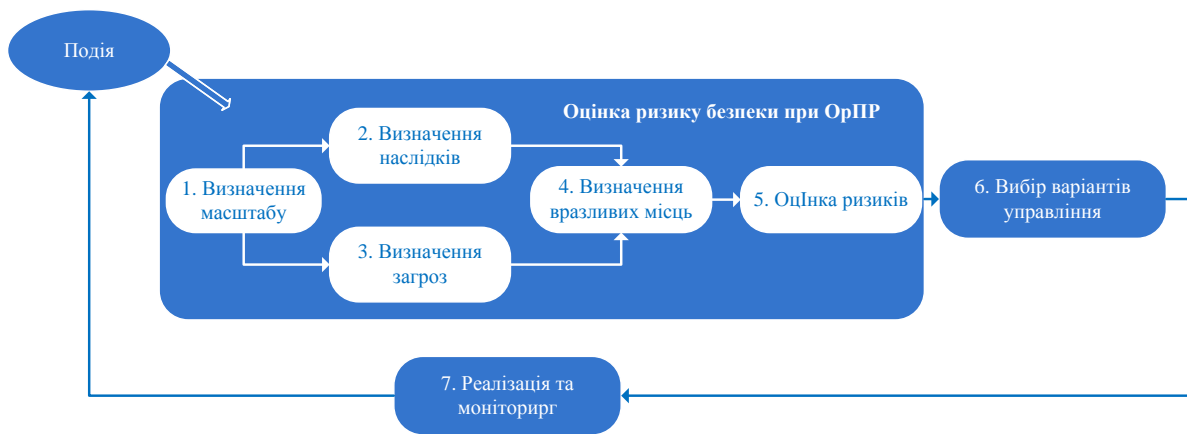 Подія
Оцінка ризику безпеки при ОрПР
1. Визначення
масштабу
2. Визначення
наслідків
3. Визначення
загроз
4. Визначення
вразливих місць
5. ОцІнка ризиків
6. Вибір варіантів
управління
7. Реалізація та
моніторирг